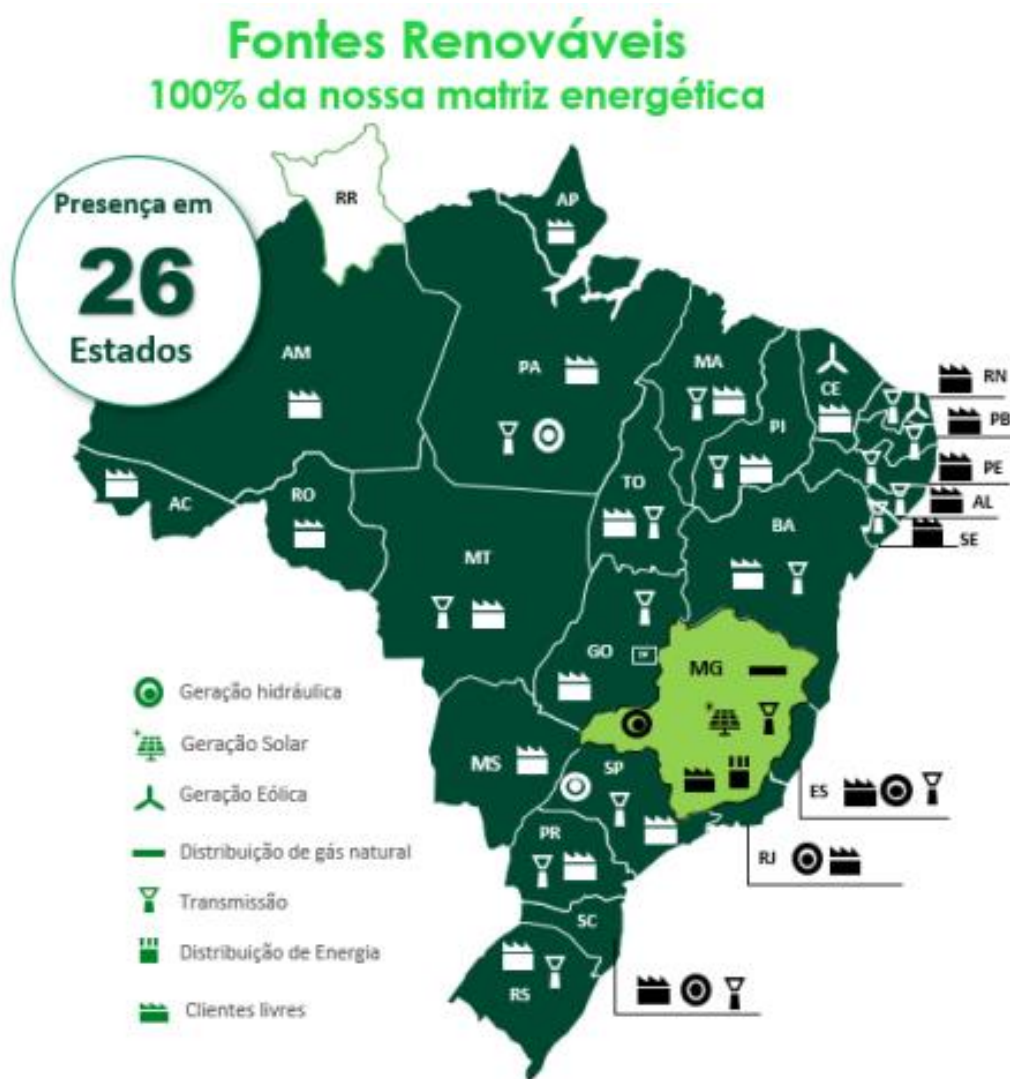 Fontes Renováveis
100% da nossa matriz energética
Presença em
26
Estados
RR
AP
AM
PA
MA
CE
RN
PB
PI
PE
TO
AL
AC
RO
BA
SE
MT
GO
MG
MS
SP
ES
PR
RJ
SC
RS
Geração hidráulica
Geração Solar
Geração Eólica
Distribuição de gás natural
Transmissão
Distribuição de Energia
Clientes livres